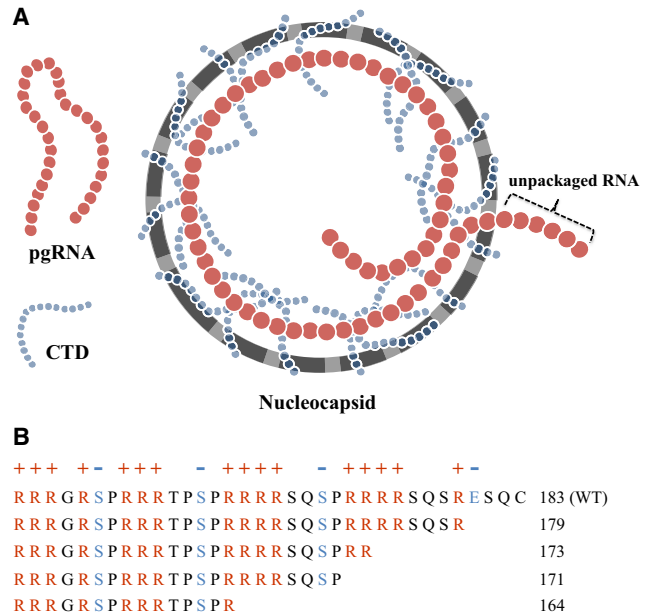 A
pgRNA
unpackaged RNA
CTD
Nucleocapsid
B
+ + + + – + + + – + + + + – + + + + + –
R R R G R S P R R R T P S P R R R R S Q S P R R R R S Q S R E S Q C 183 (WT)
R R R G R S P R R R T P S P R R R R S Q S P R R R R S Q S R 179
R R R G R S P R R R T P S P R R R R S Q S P R R 173
R R R G R S P R R R T P S P R R R R S Q S P 171
R R R G R S P R R R T P S P R 164